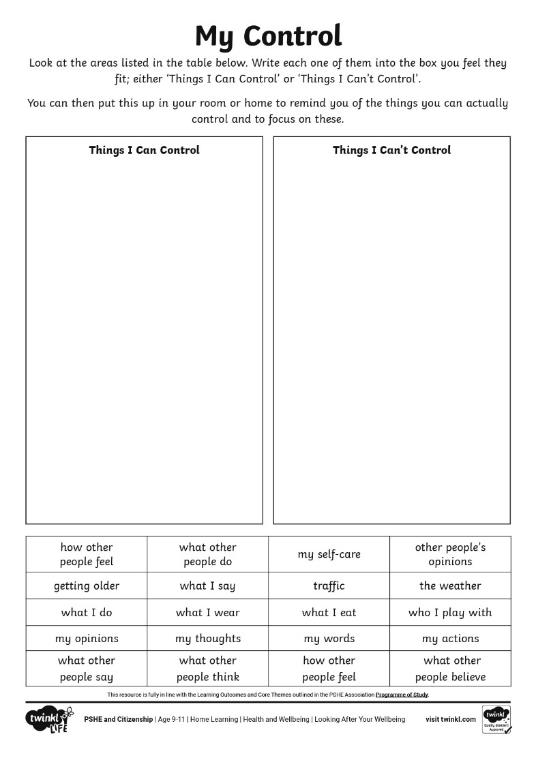 My Control
Look at the areas listed in the table below. Write each one of them into the box you feel they
fit; either ‘Things I Can Control’ or ‘Things I Can’t Control’.
You can then put this up in your room or home to remind you of the things you can actually
control and to focus on these.
Things I Can Control
Things I Can’t Control
how other
people feel
what other
people do
my self-care
other people’s
opinions
getting older
what I say
traffic
the weather
what I do
what I wear
what I eat
who I play with
my opinions
my thoughts
my words
my actions
what other
people say
what other
people think
how other
people feel
what other
people believe
This resource is fully in line with the Learning Outcomes and Core Themes outlined in the PSHE Association Programme of Study.
twinkl
LIFE
PSHE and Citizenship | Age 9-11 | Home Learning | Health and Wellbeing | Looking After Your Wellbeing
visit twinkl.com
twinkl
Quality Standard
Approved